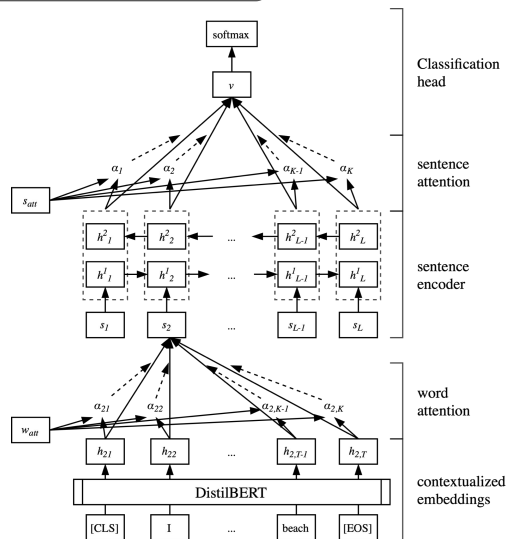 softmax
v
Classification
head
α1 α2 αK-1 αK
sentence
attention
satt
h²1 h²2 ... h²L-1 h²L
h¹1 h¹2 ... h¹L-1 h¹L
sentence
encoder
s1 s2 ... sL-1 sL
α21 α22 α2,K-1 α2,K
word
attention
watt
h21 h22 ... h2,T-1 h2,T
DistilBERT
contextualized
embeddings
[CLS] I ... beach [EOS]